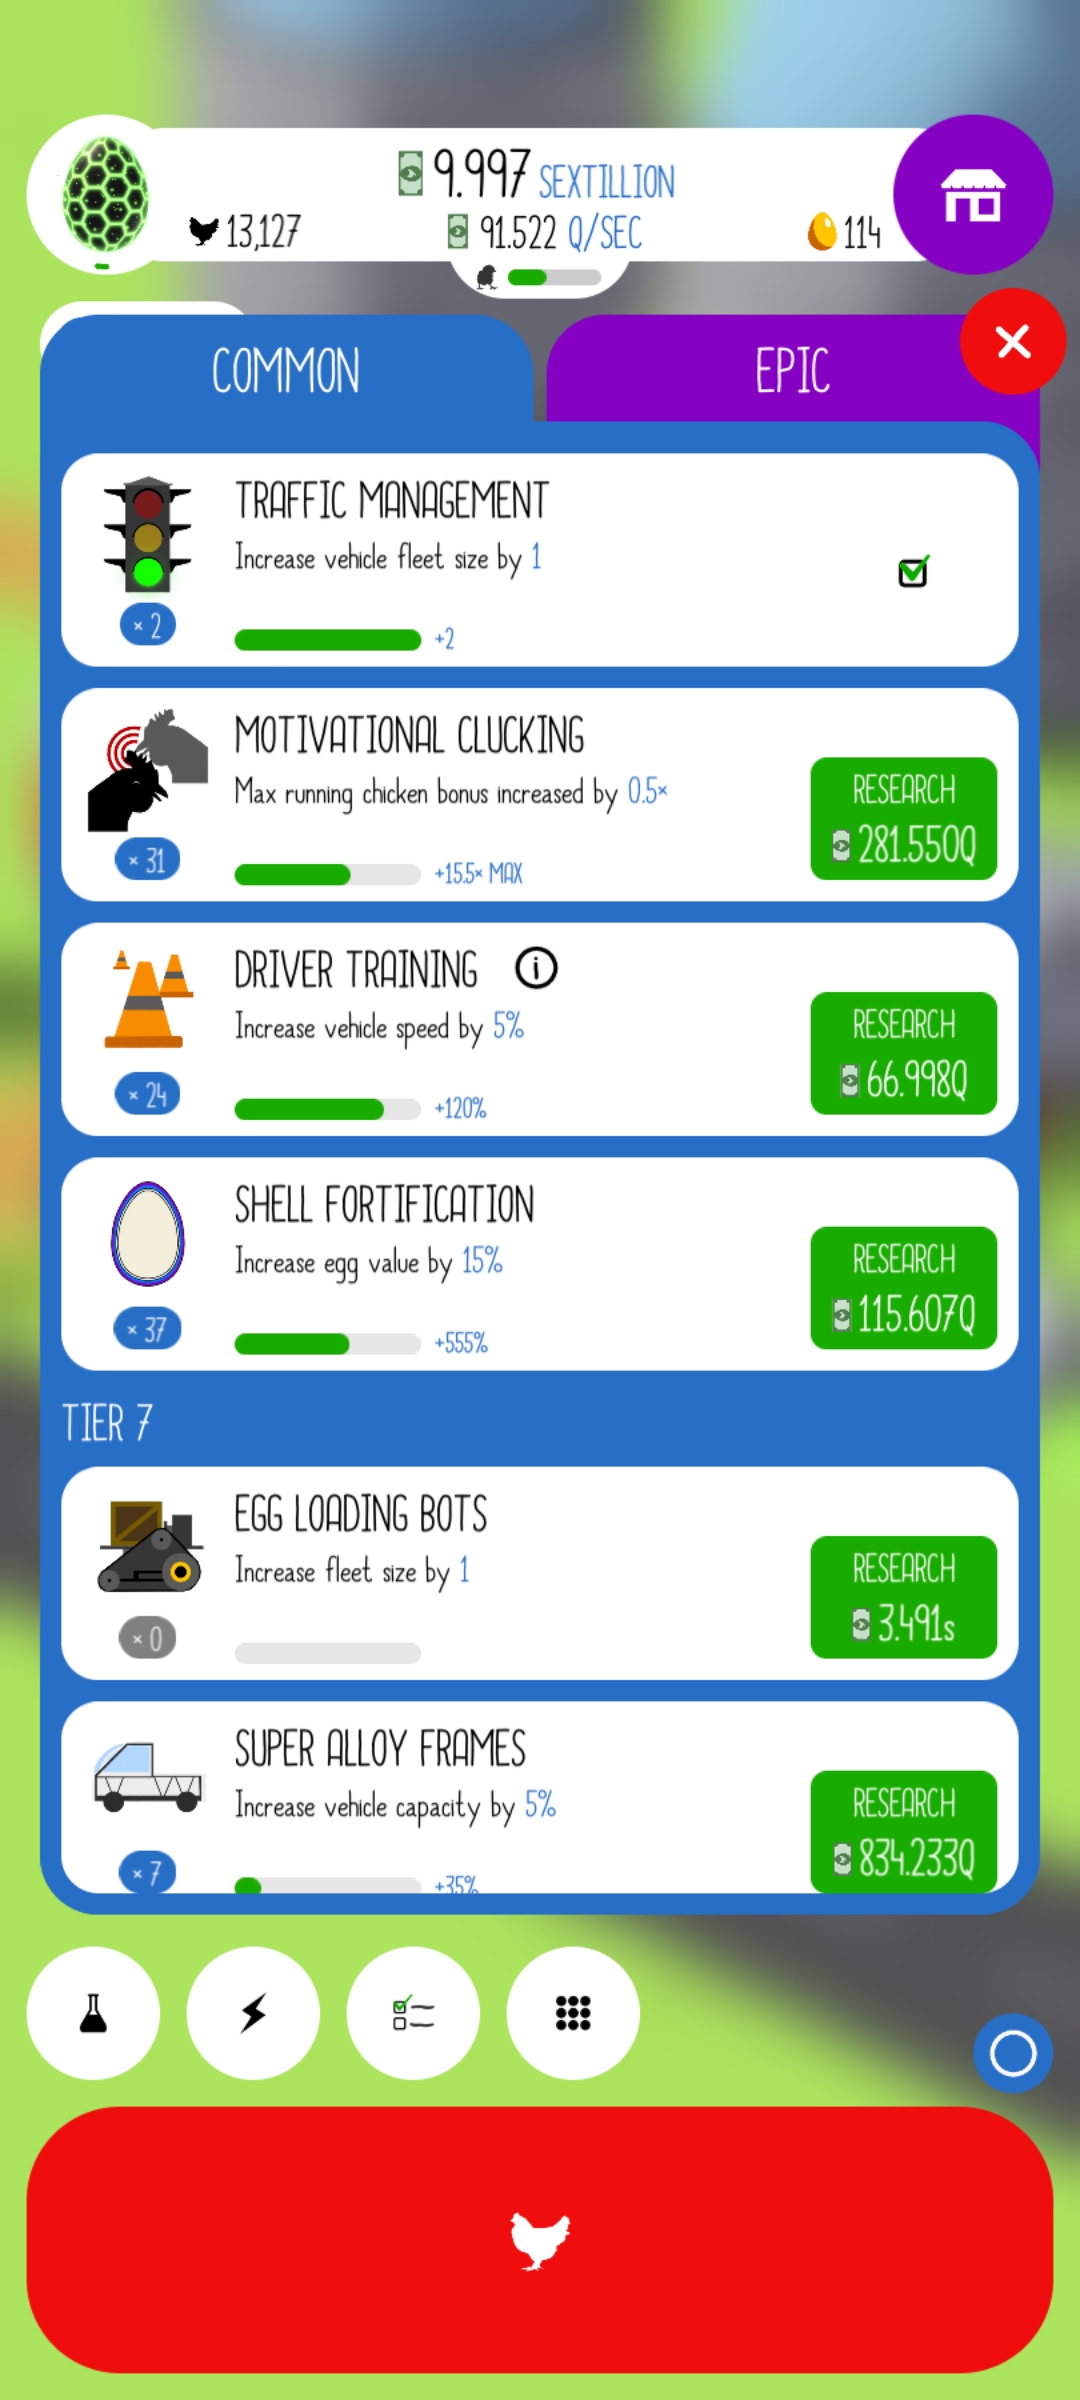 9.997 SEXTILLION
13,127 91.522 Q/SEC 114
COMMON EPIC
TRAFFIC MANAGEMENT
Increase vehicle fleet size by 1
× 2
+2
MOTIVATIONAL CLUCKING
Max running chicken bonus increased by 0.5×
RESEARCH
281.550Q
× 31
+15.5× MAX
DRIVER TRAINING i
Increase vehicle speed by 5%
RESEARCH
66.998Q
× 24
+120%
SHELL FORTIFICATION
Increase egg value by 15%
RESEARCH
115.607Q
× 37
+555%
TIER 7
EGG LOADING BOTS
Increase fleet size by 1
RESEARCH
3.491s
× 0
SUPER ALLOY FRAMES
Increase vehicle capacity by 5%
RESEARCH
834.233Q
× 7
+35%